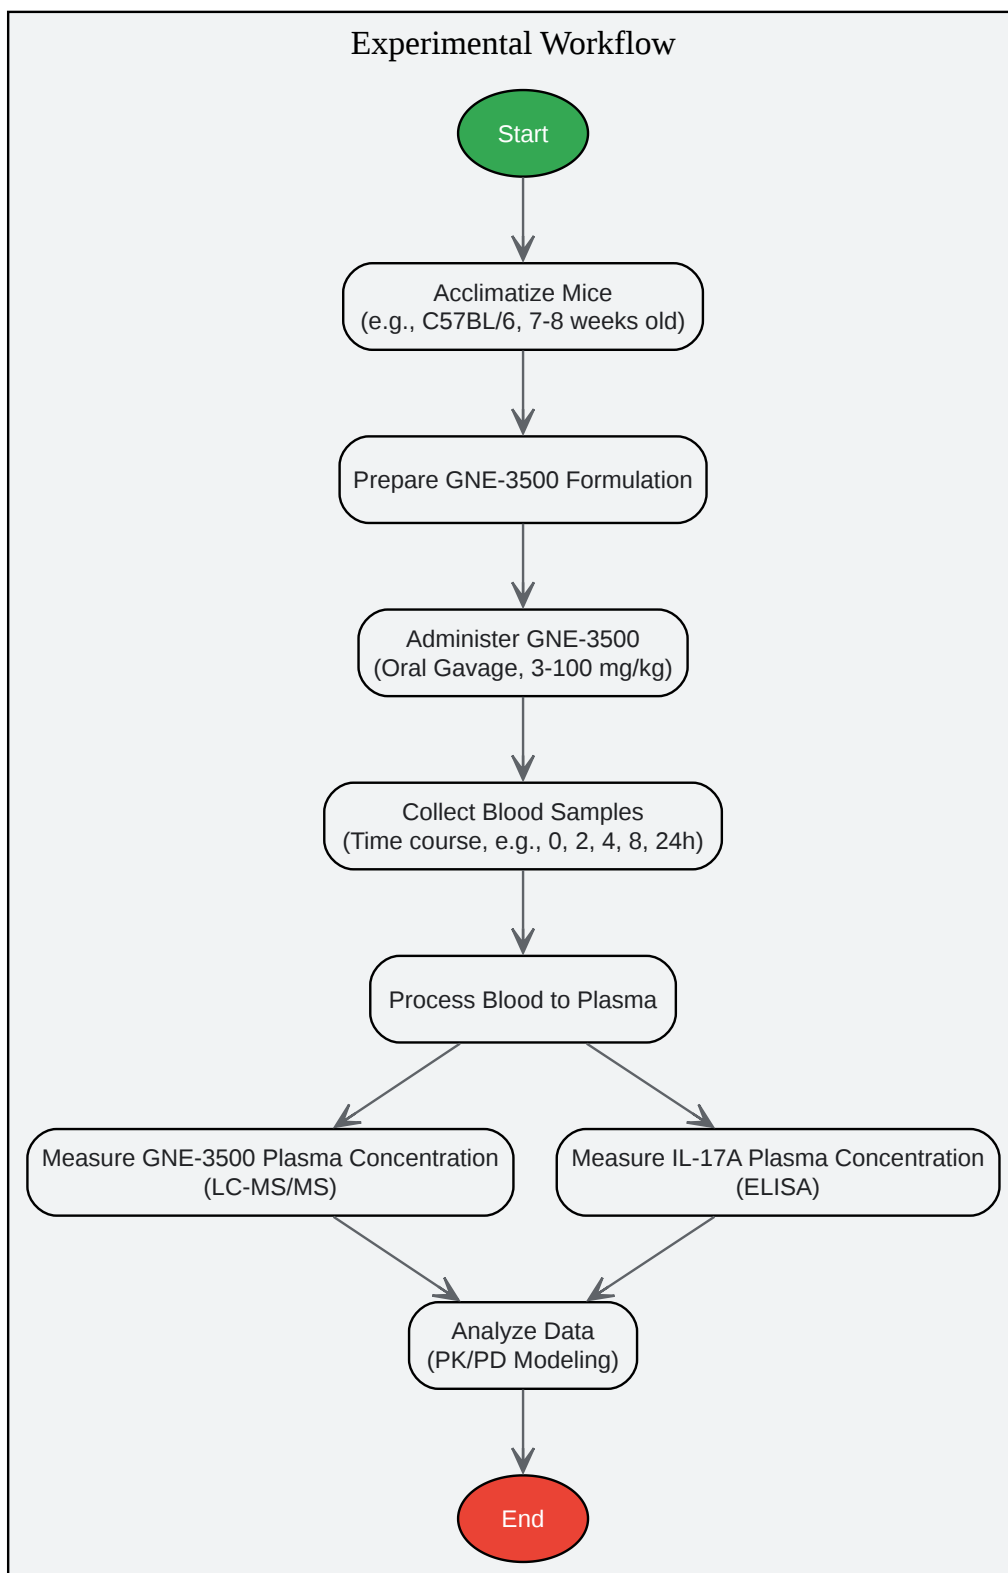 Experimental Workflow
Start
Acclimatize Mice
(e.g., C57BL/6, 7-8 weeks old)
Prepare GNE-3500 Formulation
Administer GNE-3500
(Oral Gavage, 3-100 mg/kg)
Collect Blood Samples
(Time course, e.g., 0, 2, 4, 8, 24h)
Process Blood to Plasma
Measure GNE-3500 Plasma Concentration
(LC-MS/MS)
Measure IL-17A Plasma Concentration
(ELISA)
Analyze Data
(PK/PD Modeling)
End